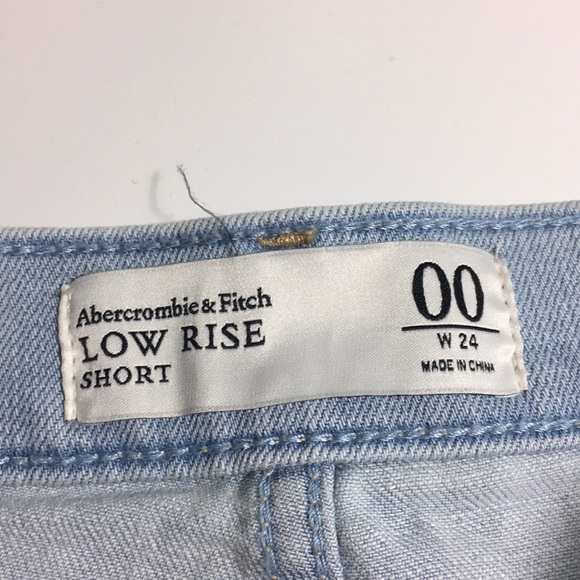 Abercrombie & Fitch
LOW RISE
SHORT
00
W 24
MADE IN CHINA